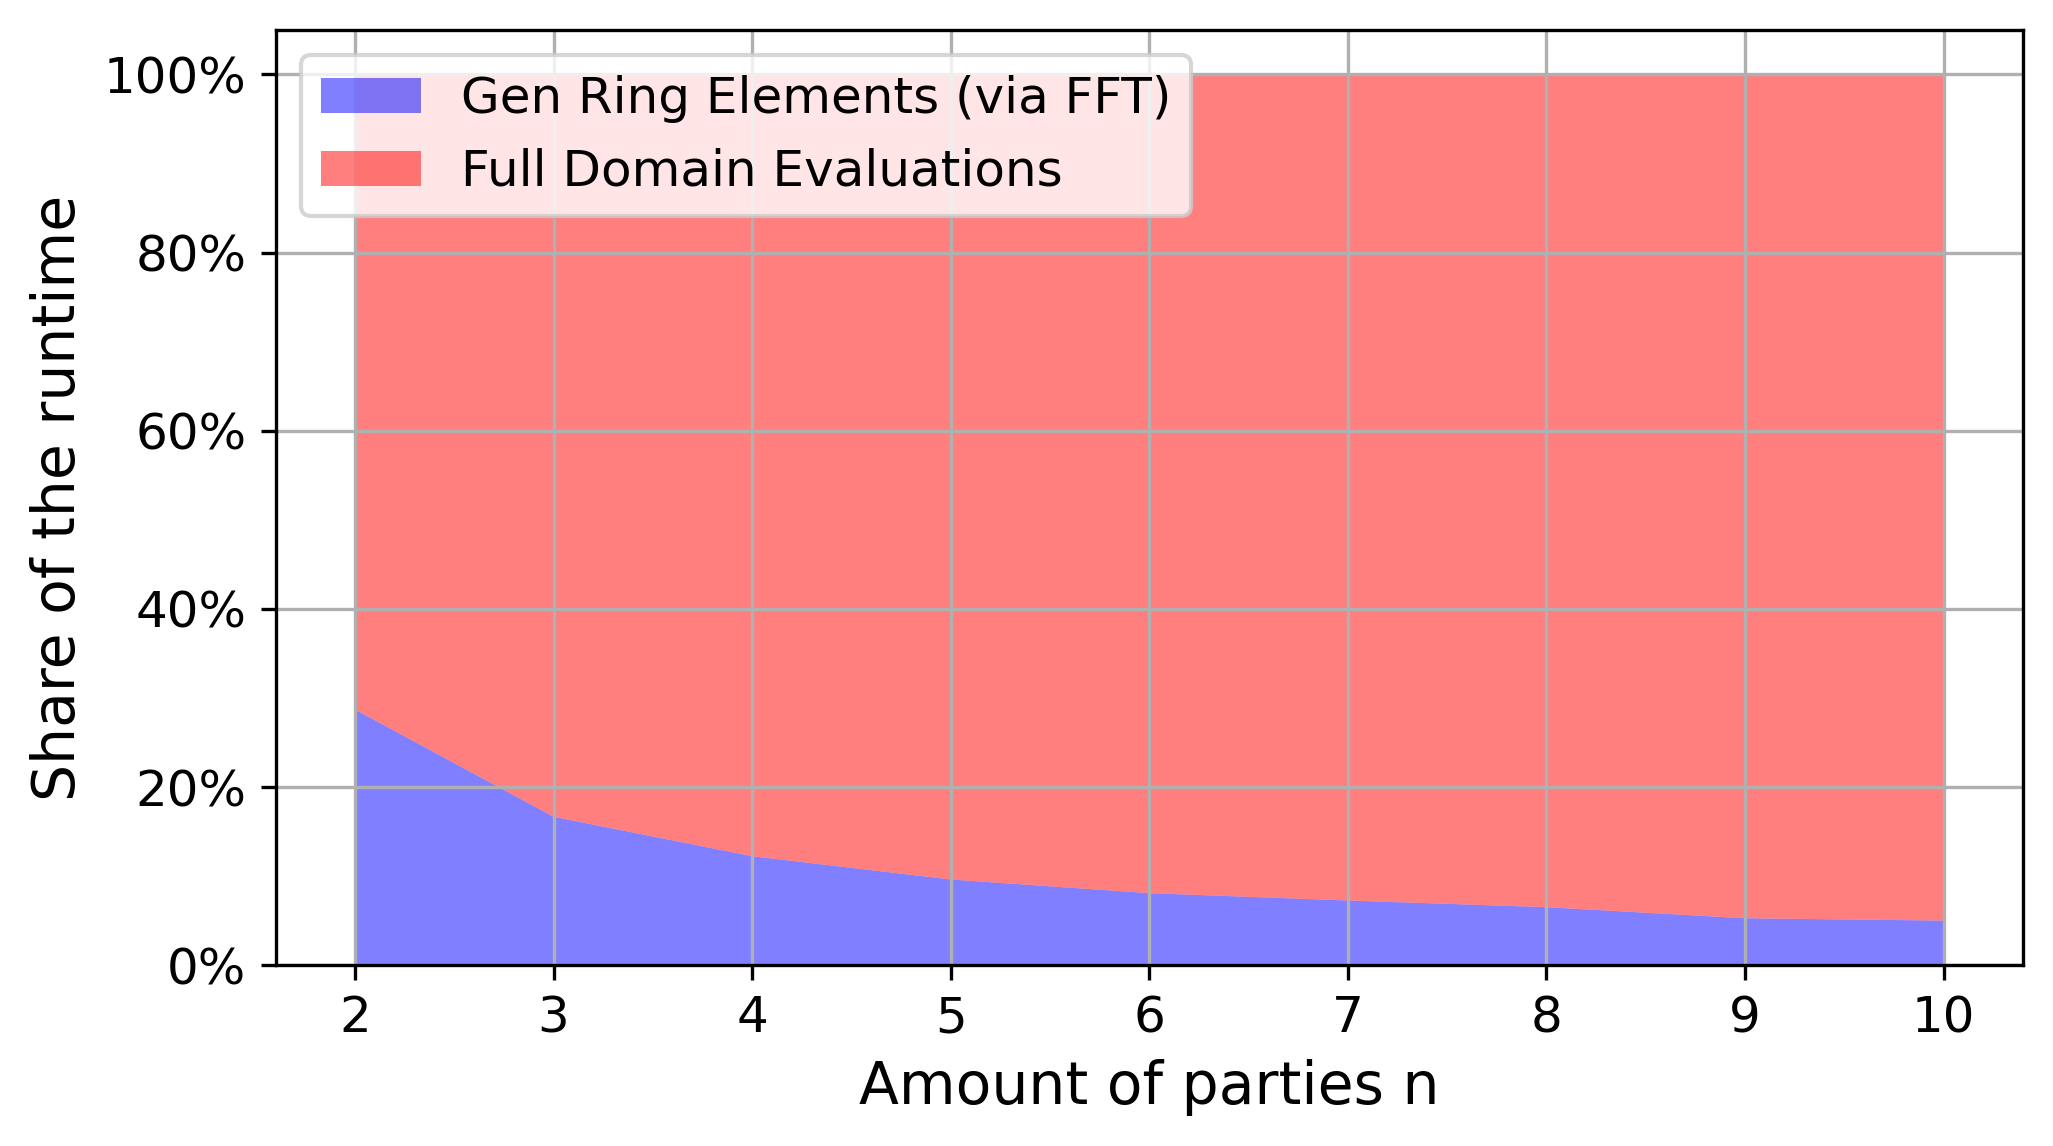 Gen Ring Elements (via FFT)
Full Domain Evaluations
Share of the runtime
100%
80%
60%
40%
20%
0%
2 3 4 5 6 7 8 9 10
Amount of parties n